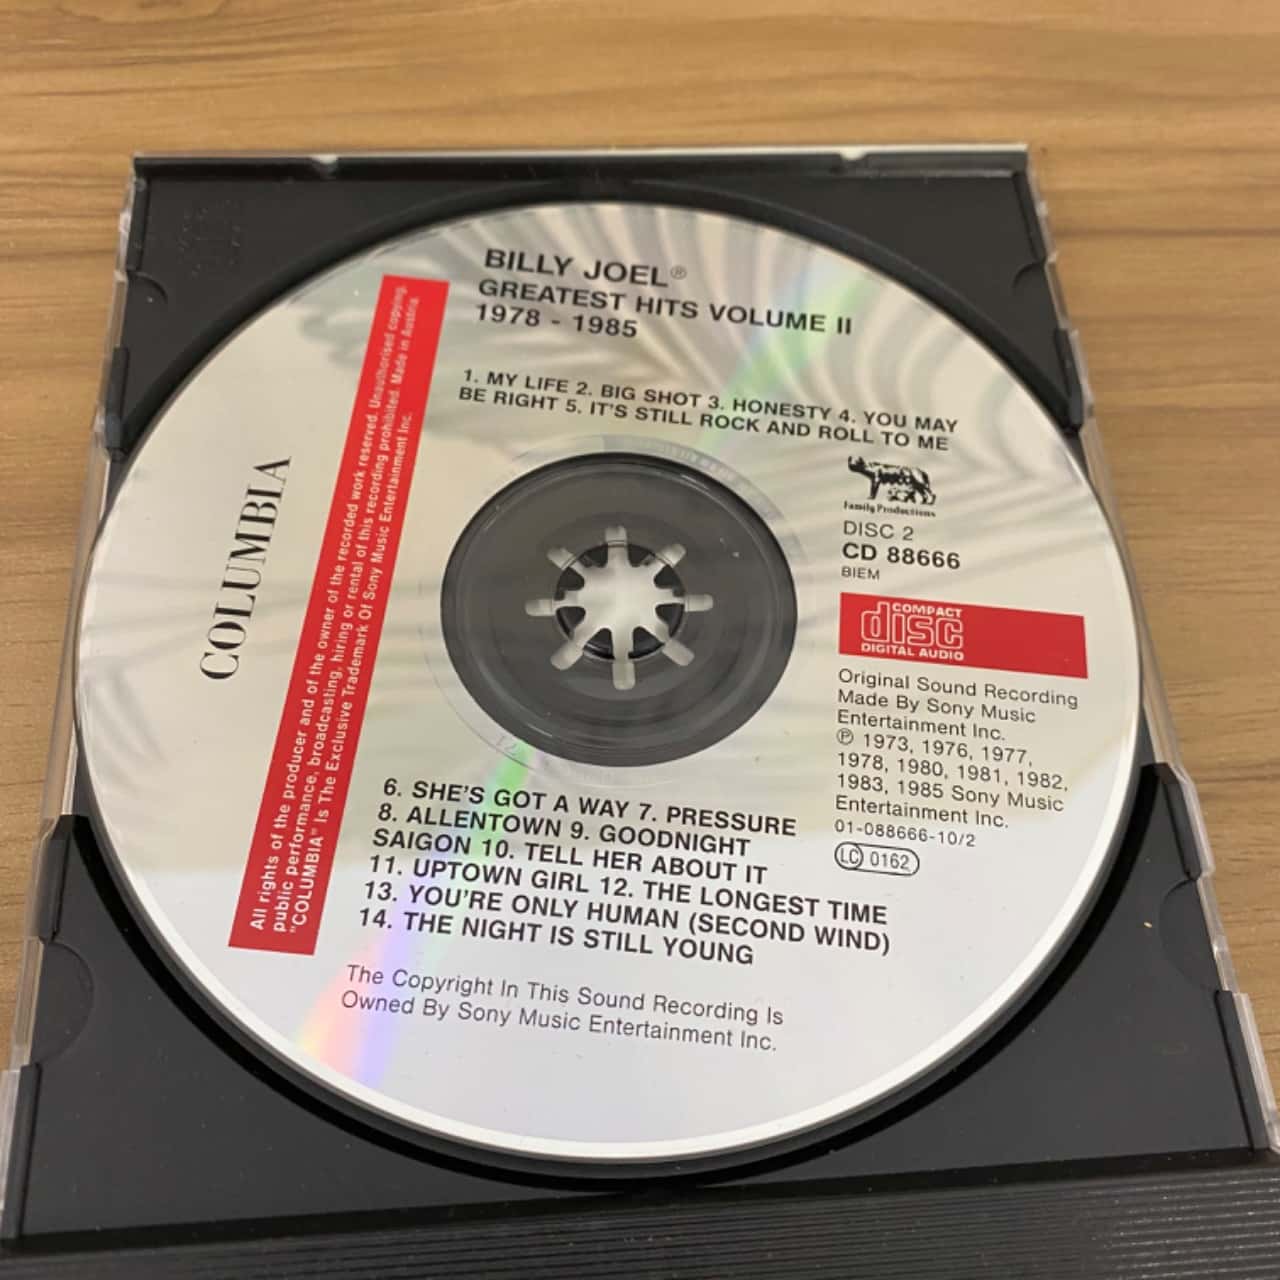 BILLY JOEL®
GREATEST HITS VOLUME II
1978 - 1985
1. MY LIFE 2. BIG SHOT 3. HONESTY 4. YOU MAY
BE RIGHT 5. IT'S STILL ROCK AND ROLL TO ME
COLUMBIA
All rights of the producer and of the owner of the recorded work reserved. Unauthorised copying,
public performance, broadcasting, hiring or rental of this recording prohibited. Made in Austria.
"COLUMBIA" Is The Exclusive Trademark Of Sony Music Entertainment Inc.
Family Productions
DISC 2
CD 88666
BIEM
COMPACT
disc
DIGITAL AUDIO
Original Sound Recording
Made By Sony Music
Entertainment Inc.
℗ 1973, 1976, 1977,
1978, 1980, 1981, 1982,
1983, 1985 Sony Music
Entertainment Inc.
01-088666-10/2
LC 0162
6. SHE'S GOT A WAY 7. PRESSURE
8. ALLENTOWN 9. GOODNIGHT
SAIGON 10. TELL HER ABOUT IT
11. UPTOWN GIRL 12. THE LONGEST TIME
13. YOU'RE ONLY HUMAN (SECOND WIND)
14. THE NIGHT IS STILL YOUNG
The Copyright In This Sound Recording Is
Owned By Sony Music Entertainment Inc.